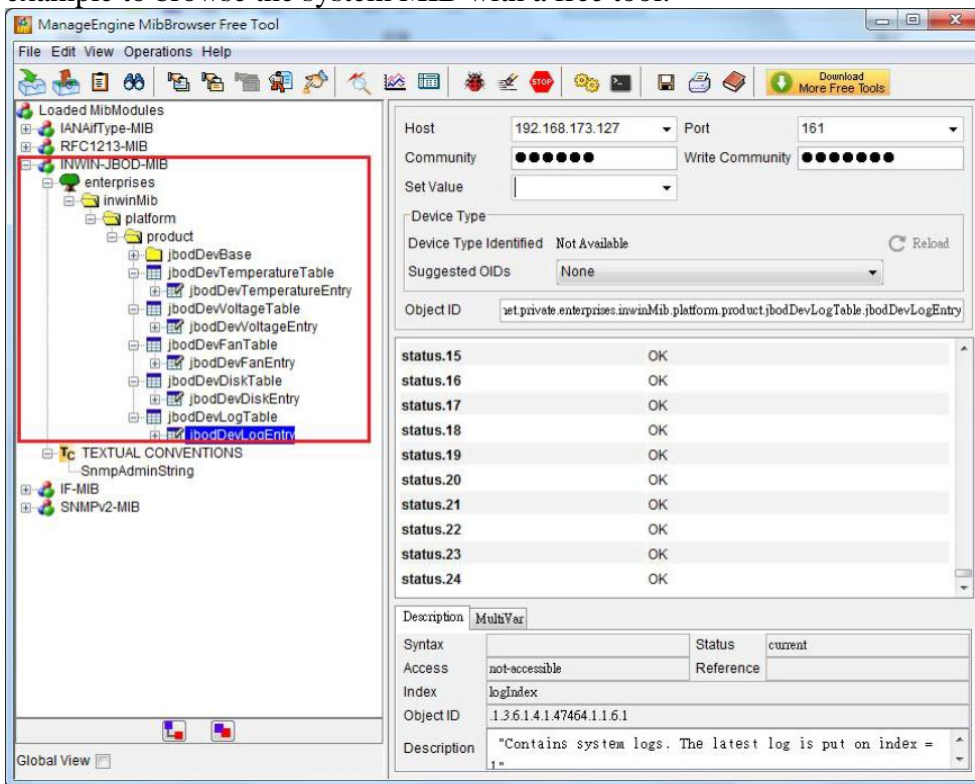 example to browse the system MIB with a free tool.
ManageEngine MibBrowser Free Tool
File Edit View Operations Help
STOP
Download
More Free Tools
Loaded MibModules
IANAifType-MIB
RFC1213-MIB
INWIN-JBOD-MIB
enterprises
inwinMib
platform
product
jbodDevBase
jbodDevTemperatureTable
jbodDevTemperatureEntry
jbodDevVoltageTable
jbodDevVoltageEntry
jbodDevFanTable
jbodDevFanEntry
jbodDevDiskTable
jbodDevDiskEntry
jbodDevLogTable
jbodDevLogEntry
Tc TEXTUAL CONVENTIONS
SnmpAdminString
IF-MIB
SNMPv2-MIB
Global View
Host 192.168.173.127 Port 161
Community ●●●●●● Write Community ●●●●●●●
Set Value
Device Type
Device Type Identified Not Available Reload
Suggested OIDs None
Object ID .private.enterprises.inwinMib.platform.product.jbodDevLogTable.jbodDevLogEntry
status.15 OK
status.16 OK
status.17 OK
status.18 OK
status.19 OK
status.20 OK
status.21 OK
status.22 OK
status.23 OK
status.24 OK
Description MultiVar
Syntax Status current
Access not-accessible Reference
Index logIndex
Object ID .1.3.6.1.4.1.47464.1.1.6.1
Description "Contains system logs. The latest log is put on index =
1"